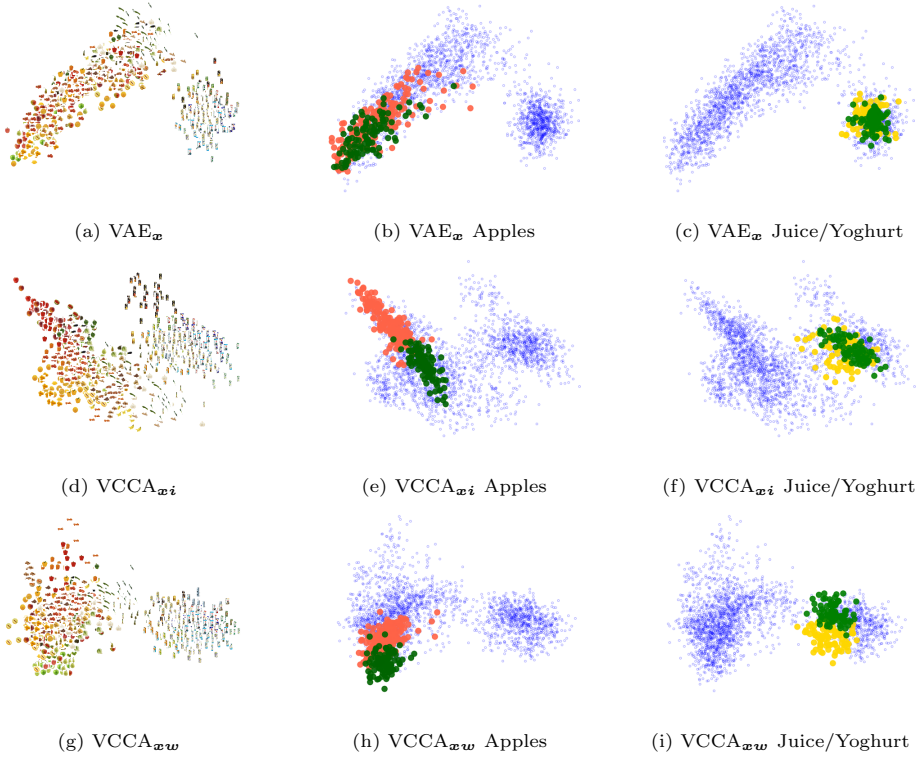 (a) VAE𝒙
(b) VAE𝒙 Apples
(c) VAE𝒙 Juice/Yoghurt
(d) VCCA𝒙𝒊
(e) VCCA𝒙𝒊 Apples
(f) VCCA𝒙𝒊 Juice/Yoghurt
(g) VCCA𝒙𝒘
(h) VCCA𝒙𝒘 Apples
(i) VCCA𝒙𝒘 Juice/Yoghurt